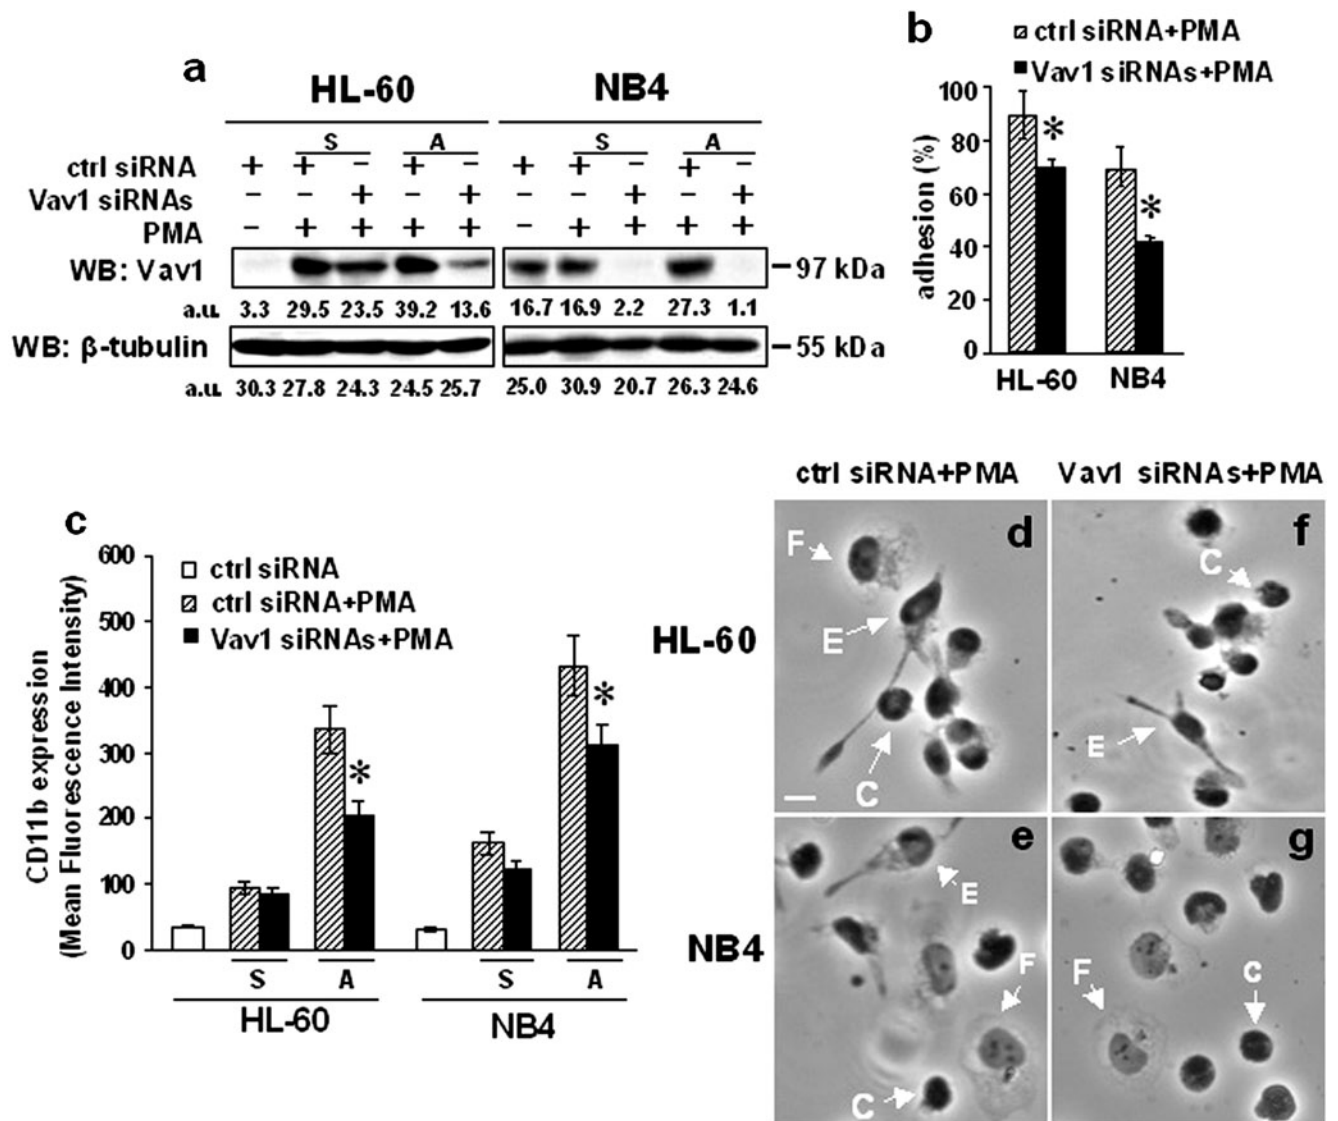 a
HL-60 NB4
S A S A
ctrl siRNA + + − + − + + − + −
Vav1 siRNAs − − + − + − − + − +
PMA − + + + + − + + + +
WB: Vav1 97 kDa
a.u. 3.3 29.5 23.5 39.2 13.6 16.7 16.9 2.2 27.3 1.1
WB: β-tubulin 55 kDa
a.u. 30.3 27.8 24.3 24.5 25.7 25.0 30.9 20.7 26.3 24.6
b
ctrl siRNA+PMA
Vav1 siRNAs+PMA
adhesion (%)
100
80
60
40
20
0
* *
HL-60 NB4
c
CD11b expression
(Mean Fluorescence Intensity)
600
500
400
300
200
100
0
ctrl siRNA
ctrl siRNA+PMA
Vav1 siRNAs+PMA
* *
S A S A
HL-60 NB4
ctrl siRNA+PMA Vav1 siRNAs+PMA
HL-60
d
F
E
C
f
C
E
NB4
e
E
F
C
g
F
C